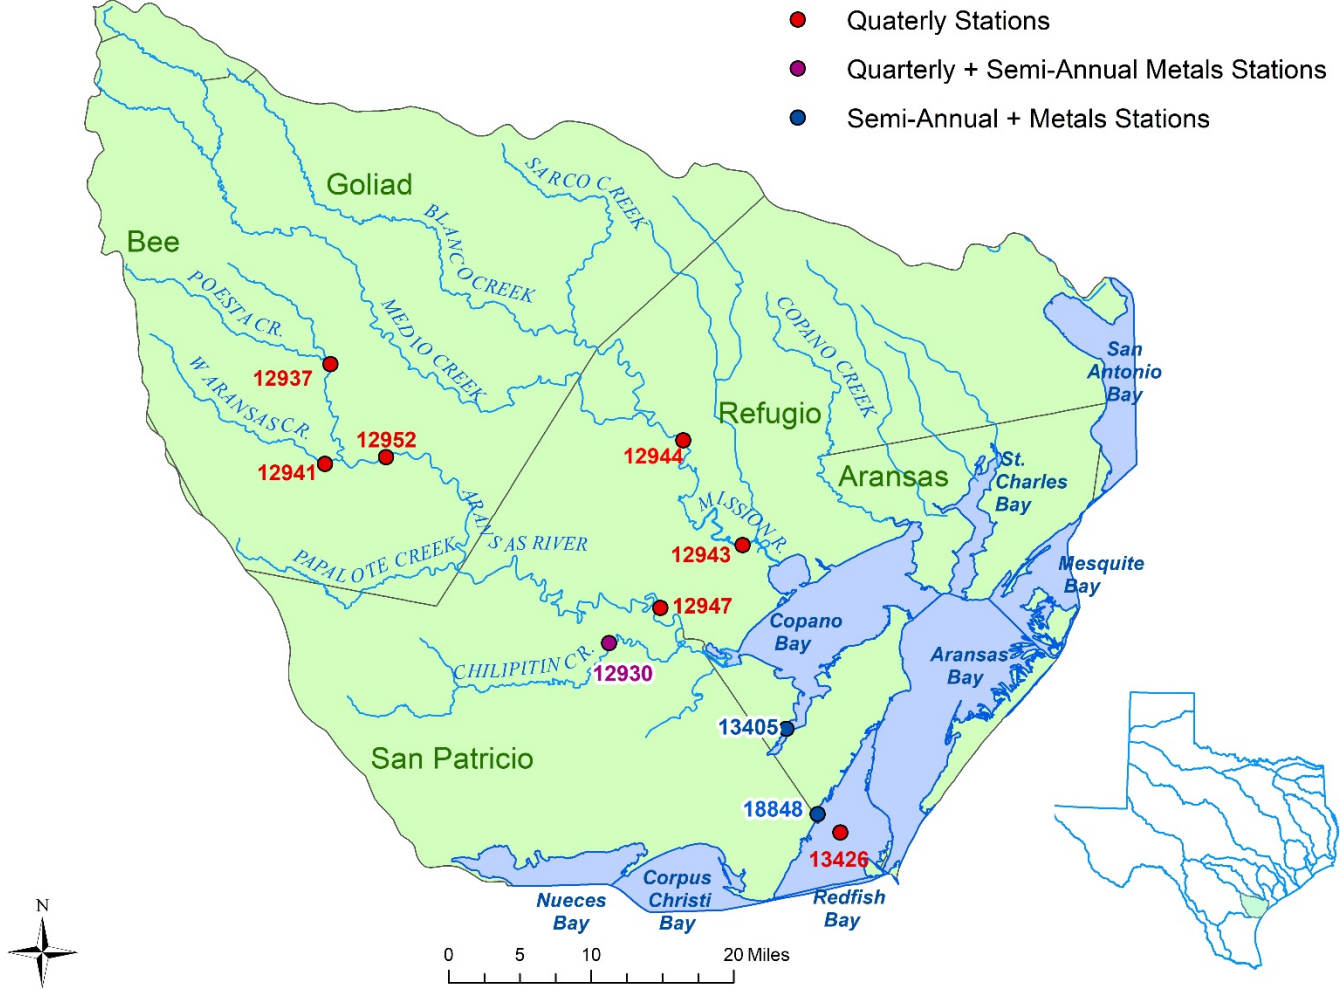 Quaterly Stations
Quarterly + Semi-Annual Metals Stations
Semi-Annual + Metals Stations
Goliad
SARCO CREEK
Bee
BLANCO CREEK
POESTA CR.
MEDIO CREEK
COPANO CREEK
San
Antonio
Bay
12937
W ARANSAS CR.
Refugio
12952
12944
12941
Aransas
St.
Charles
Bay
ARANSAS RIVER
MISSION R.
PAPALOTE CREEK
12943
Mesquite
Bay
12947
Copano
Bay
CHILIPITIN CR.
12930
Aransas
Bay
13405
San Patricio
18848
13426
Corpus
Christi
Bay
Nueces
Bay
Redfish
Bay
N
0 5 10 20 Miles